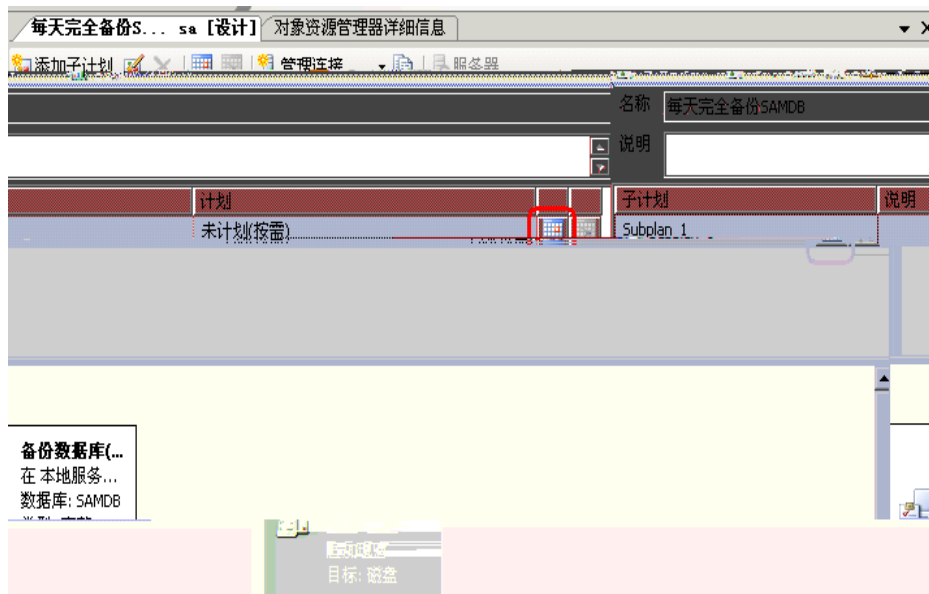 每天完全备份S... sa [设计] 对象资源管理器详细信息
添加子计划 管理连接 服务器
名称 每天完全备份SAMDB
说明
计划 子计划 说明
未计划(按需) Subplan_1
备份数据库(...
在 本地服务...
数据库: SAMDB
目标: 磁盘